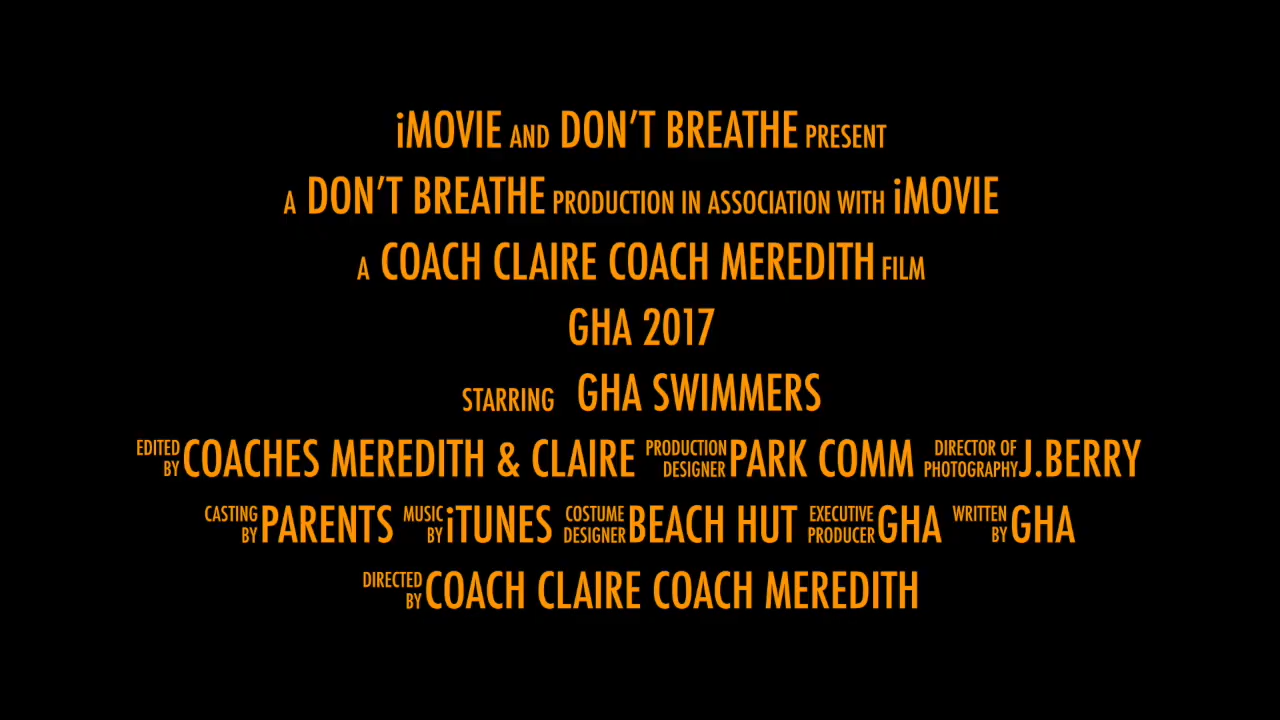 iMOVIE AND DON'T BREATHE PRESENT
A DON'T BREATHE PRODUCTION IN ASSOCIATION WITH iMOVIE
A COACH CLAIRE COACH MEREDITH FILM
GHA 2017
STARRING GHA SWIMMERS
EDITED BY COACHES MEREDITH & CLAIRE PRODUCTION DESIGNER PARK COMM DIRECTOR OF PHOTOGRAPHY J.BERRY
CASTING BY PARENTS MUSIC BY iTUNES COSTUME DESIGNER BEACH HUT EXECUTIVE PRODUCER GHA WRITTEN BY GHA
DIRECTED BY COACH CLAIRE COACH MEREDITH